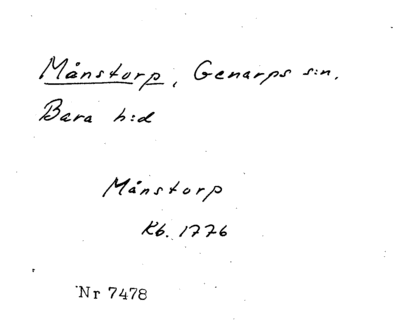 Månstorp, Genarps s:n,
Bara h:d
Månstorp
Kb. 1776
Nr 7478